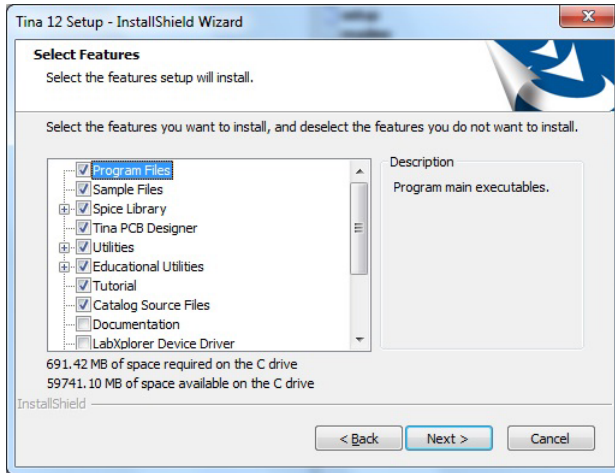 Tina 12 Setup - InstallShield Wizard
Select Features
Select the features setup will install.
Select the features you want to install, and deselect the features you do not want to install.
Program Files
Sample Files
Spice Library
Tina PCB Designer
Utilities
Educational Utilities
Tutorial
Catalog Source Files
Documentation
LabXplorer Device Driver
Description
Program main executables.
691.42 MB of space required on the C drive
59741.10 MB of space available on the C drive
InstallShield
< Back
Next >
Cancel